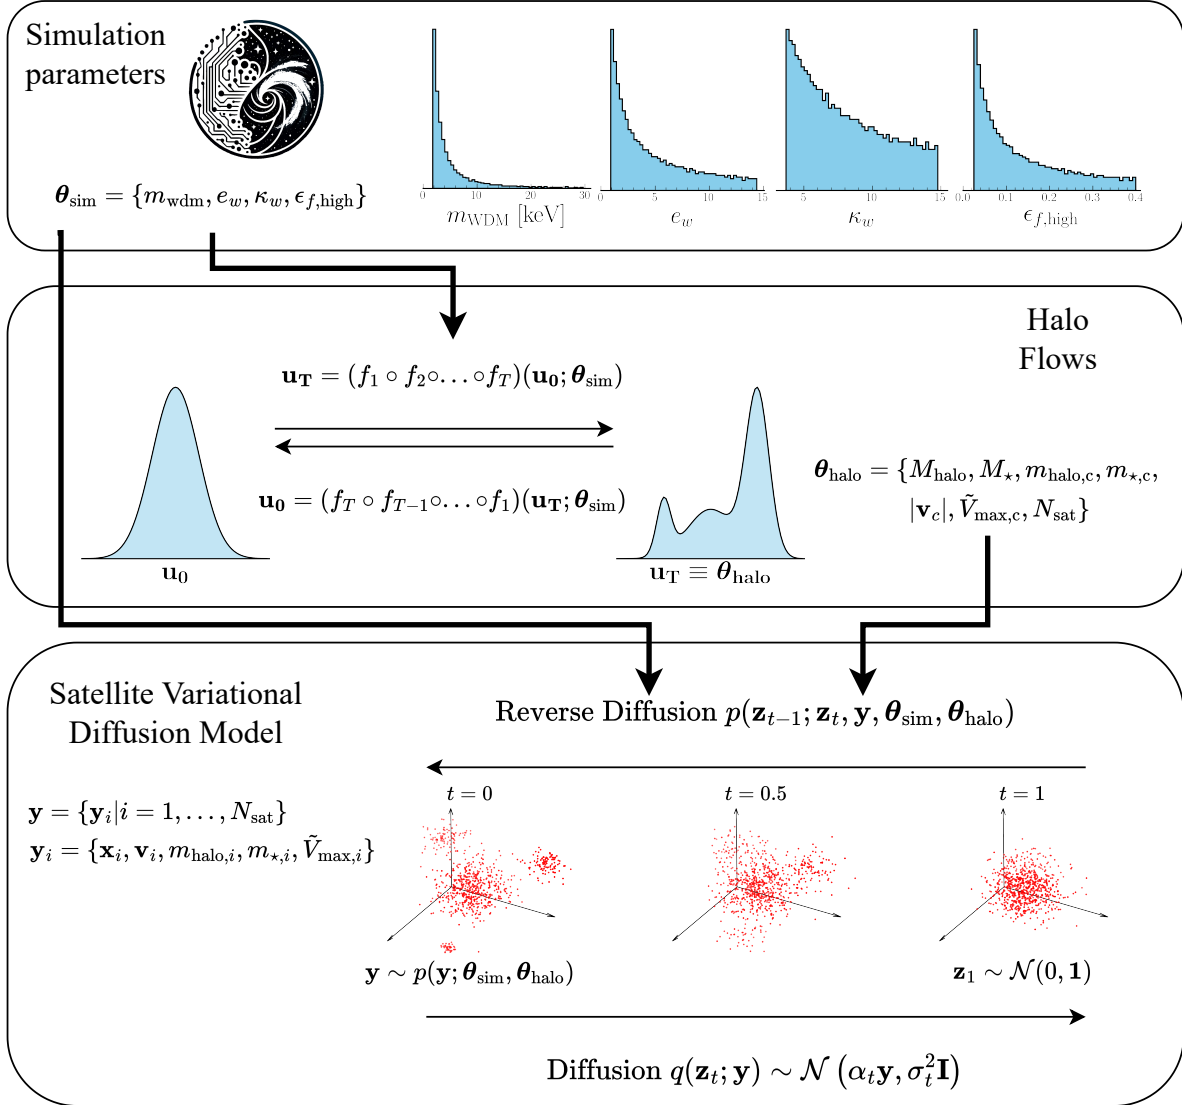 Simulation
parameters
θ_sim = {m_wdm, e_w, κ_w, ϵ_f,high}
10 20 30
m_WDM [keV]
5 10 15
e_w
5 10 15
κ_w
0.0 0.1 0.2 0.3 0.4
ϵ_f,high
Halo
Flows
u_T = (f_1 ∘ f_2∘…∘f_T)(u_0; θ_sim)
u_0 = (f_T ∘ f_T−1∘…∘f_1)(u_T; θ_sim)
u_0
u_T ≡ θ_halo
θ_halo = {M_halo, M_⋆, m_halo,c, m_⋆,c,
|v_c|, Ṽ_max,c, N_sat}
Satellite Variational
Diffusion Model
Reverse Diffusion p(z_t−1; z_t, y, θ_sim, θ_halo)
y = {y_i|i = 1, …, N_sat}
y_i = {x_i, v_i, m_halo,i, m_⋆,i, Ṽ_max,i}
t = 0
t = 0.5
t = 1
y ∼ p(y; θ_sim, θ_halo)
z_1 ∼ 𝒩(0, 1)
Diffusion q(z_t; y) ∼ 𝒩 (α_t y, σ_t^2 I)